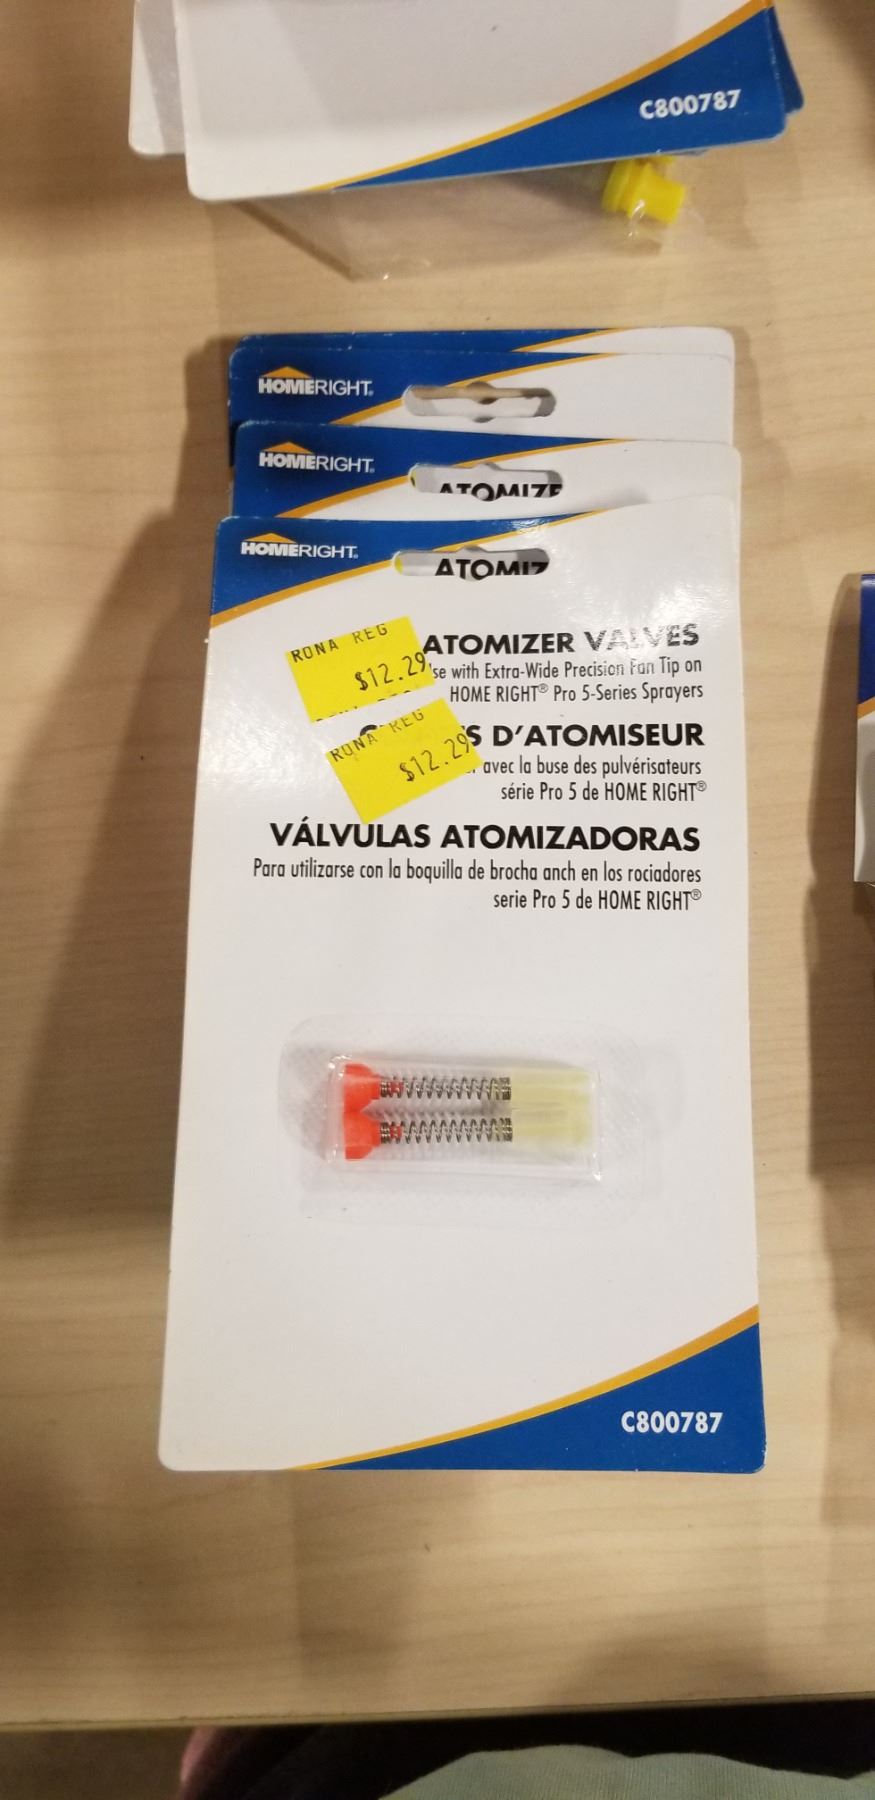 C800787
HOMERIGHT®
HOMERIGHT®
ATOMIZE
HOMERIGHT®
ATOMIZ
RONA REG
$12.29
ATOMIZER VALVES
se with Extra-Wide Precision Fan Tip on
HOME RIGHT® Pro 5-Series Sprayers
RONA REG
$12.29
D'ATOMISEUR
avec la buse des pulvérisateurs
série Pro 5 de HOME RIGHT®
VÁLVULAS ATOMIZADORAS
Para utilizarse con la boquilla de brocha anch en los rociadores
serie Pro 5 de HOME RIGHT®
C800787